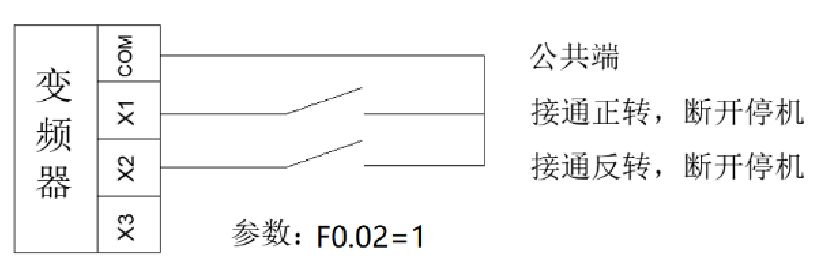 变频器
COM
公共端
X1
接通正转，断开停机
X2
接通反转，断开停机
X3
参数：F0.02=1